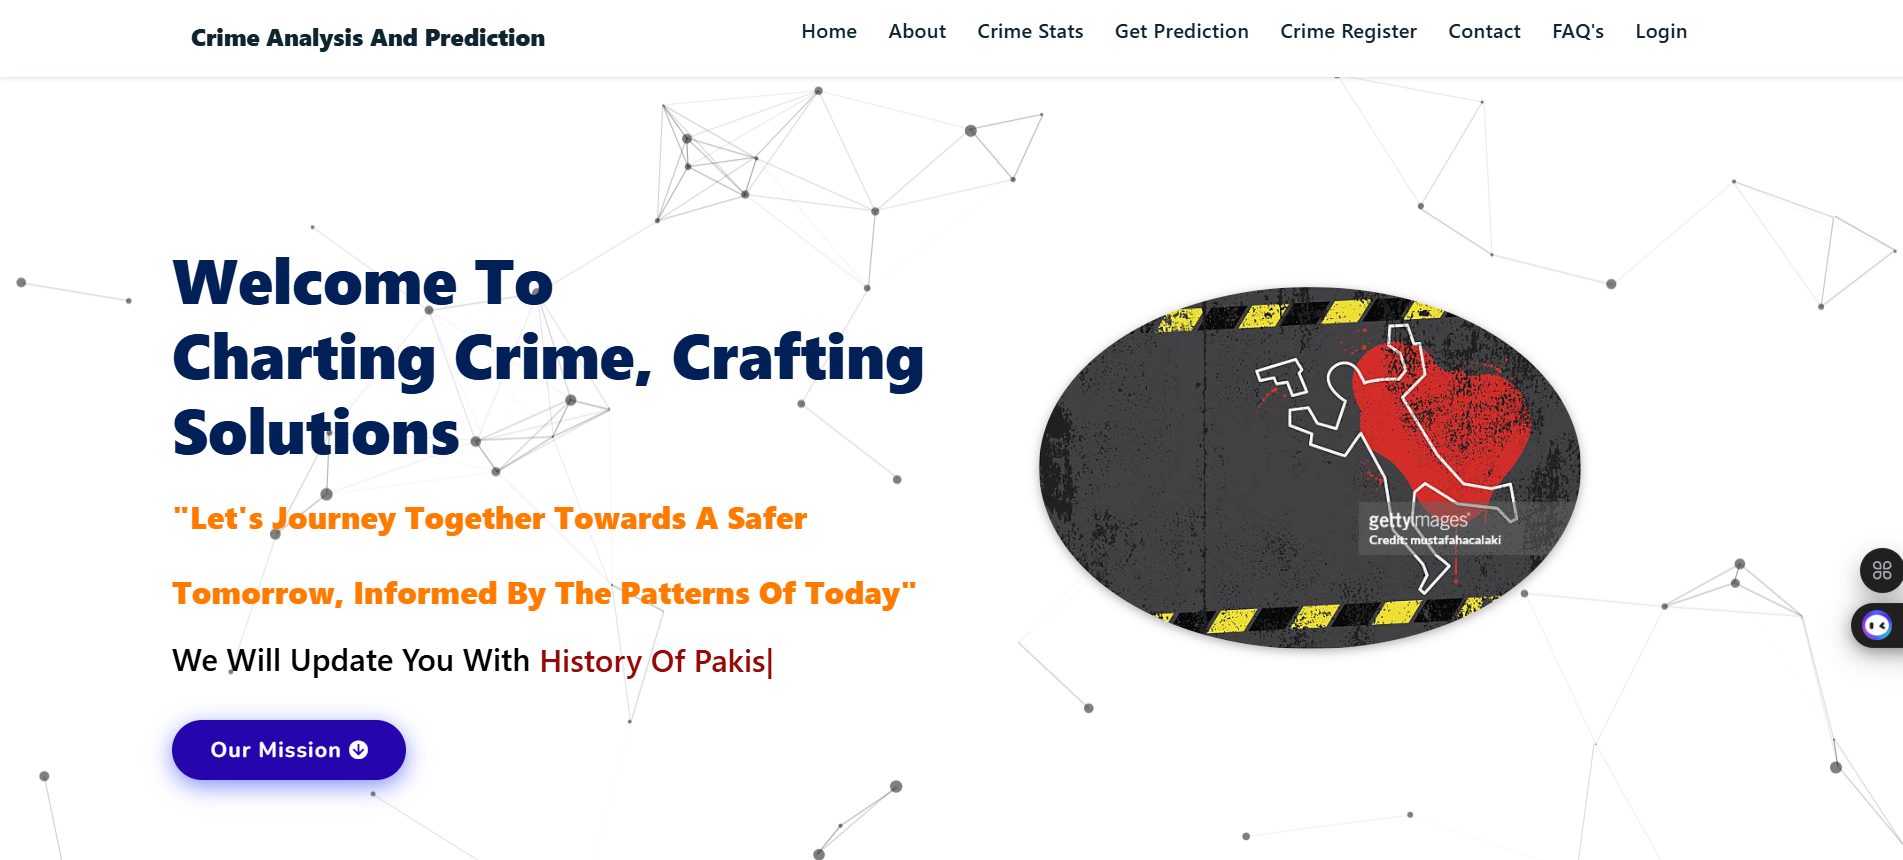 Crime Analysis And Prediction
Home About Crime Stats Get Prediction Crime Register Contact FAQ's Login
Welcome To
Charting Crime, Crafting
Solutions
"Let's Journey Together Towards A Safer
Tomorrow, Informed By The Patterns Of Today"
We Will Update You With History Of Pakis|
Our Mission
gettyimages®
Credit: mustafahacalaki